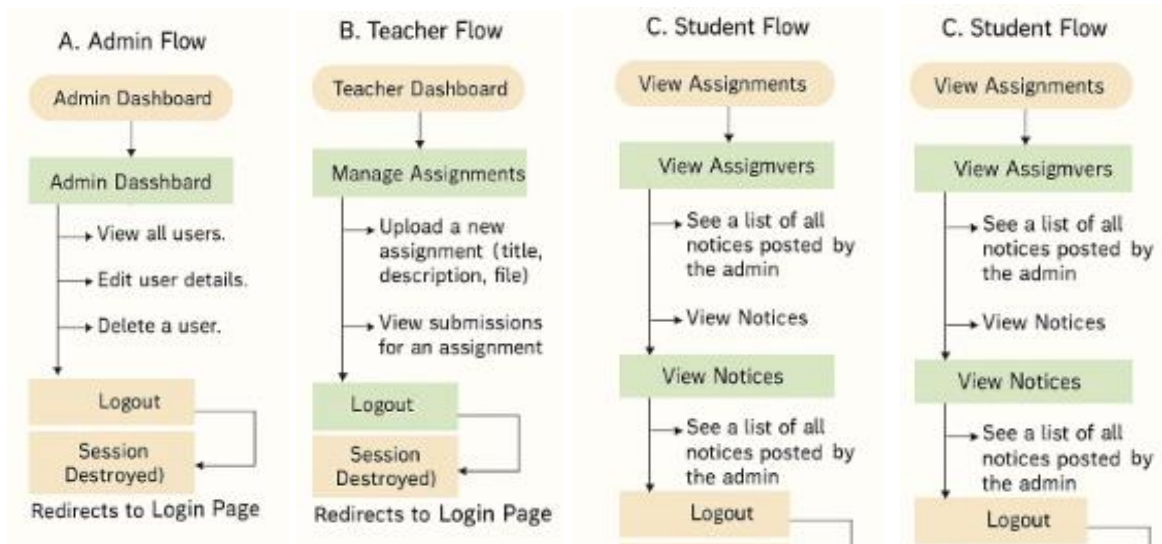 A. Admin Flow
Admin Dashboard
Admin Dasshbard
View all users.
Edit user details.
Delete a user.
Logout
Session
Destroyed)
Redirects to Login Page
B. Teacher Flow
Teacher Dashboard
Manage Assignments
Upload a new
assignment (title,
description, file)
View submissions
for an assignment
Logout
Session
Destroyed)
Redirects to Login Page
C. Student Flow
View Assignments
View Assigmvers
See a list of all
notices posted by
the admin
View Notices
View Notices
See a list of all
notices posted by
the admin
Logout
C. Student Flow
View Assignments
View Assigmvers
See a list of all
notices posted by
the admin
View Notices
View Notices
See a list of all
notices posted by
the admin
Logout